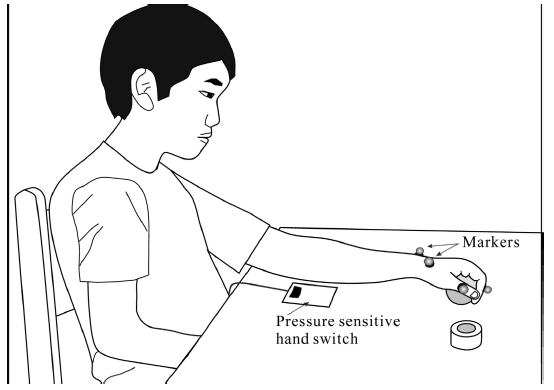 Markers
Pressure sensitive
hand switch